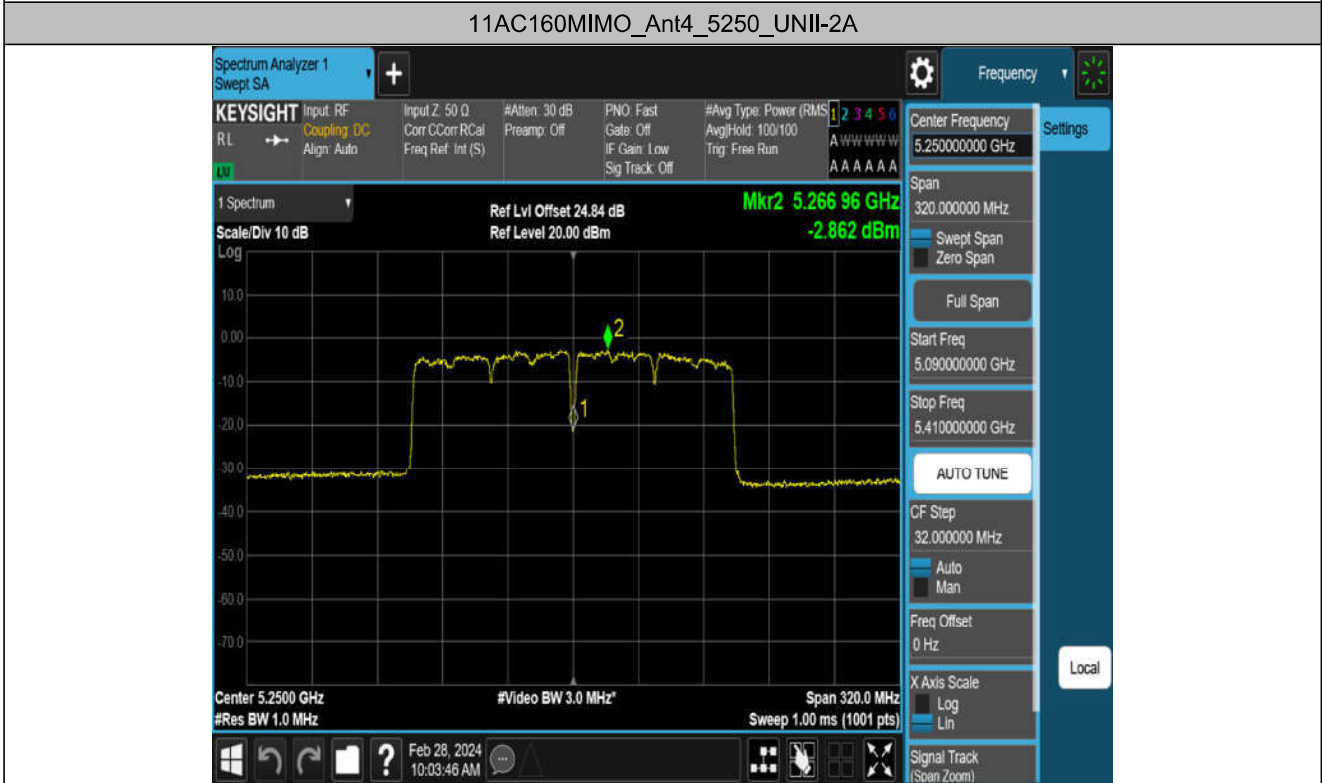 11AC160MIMO_Ant4_5250_UNII-2A
Spectrum Analyzer 1
Swept SA
+
Frequency
KEYSIGHT
RL
LXI
Input: RF
Coupling: DC
Align: Auto
Input Z: 50 Ω
Corr CCorr RCal
Freq Ref: Int (S)
#Atten: 30 dB
Preamp: Off
PNO: Fast
Gate: Off
IF Gain: Low
Sig Track: Off
#Avg Type: Power (RMS
Avg|Hold: 100/100
Trig: Free Run
1 2 3 4 5 6
A W W W W W
A A A A A A
Settings
Center Frequency
5.250000000 GHz
Span
320.000000 MHz
Swept Span
Zero Span
Full Span
Start Freq
5.090000000 GHz
Stop Freq
5.410000000 GHz
AUTO TUNE
CF Step
32.000000 MHz
Auto
Man
Freq Offset
0 Hz
X Axis Scale
Log
Lin
Signal Track
(Span Zoom)
Local
1 Spectrum
Scale/Div 10 dB
Log
Ref Lvl Offset 24.84 dB
Ref Level 20.00 dBm
Mkr2 5.266 96 GHz
-2.862 dBm
10.0
0.00
-10.0
-20.0
-30.0
-40.0
-50.0
-60.0
-70.0
2
1
Center 5.2500 GHz
#Res BW 1.0 MHz
#Video BW 3.0 MHz*
Span 320.0 MHz
Sweep 1.00 ms (1001 pts)
?
Feb 28, 2024
10:03:46 AM